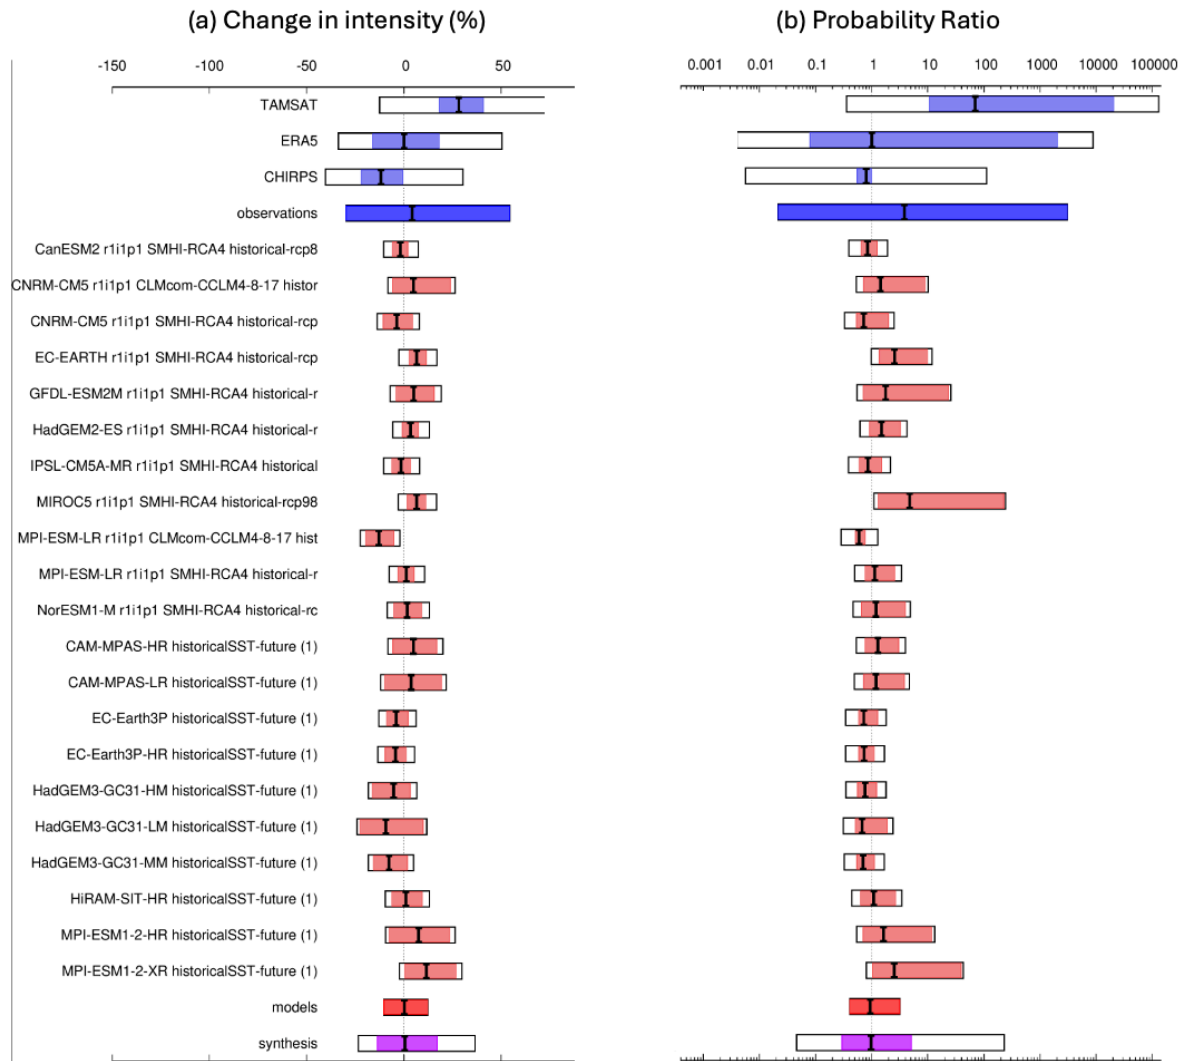 (a) Change in intensity (%) (b) Probability Ratio
-150 -100 -50 0 50 0.001 0.01 0.1 1 10 100 1000 10000 100000
TAMSAT
ERA5
CHIRPS
observations
CanESM2 r1i1p1 SMHI-RCA4 historical-rcp8
CNRM-CM5 r1i1p1 CLMcom-CCLM4-8-17 histor
CNRM-CM5 r1i1p1 SMHI-RCA4 historical-rcp
EC-EARTH r1i1p1 SMHI-RCA4 historical-rcp
GFDL-ESM2M r1i1p1 SMHI-RCA4 historical-r
HadGEM2-ES r1i1p1 SMHI-RCA4 historical-r
IPSL-CM5A-MR r1i1p1 SMHI-RCA4 historical
MIROC5 r1i1p1 SMHI-RCA4 historical-rcp98
MPI-ESM-LR r1i1p1 CLMcom-CCLM4-8-17 hist
MPI-ESM-LR r1i1p1 SMHI-RCA4 historical-r
NorESM1-M r1i1p1 SMHI-RCA4 historical-rc
CAM-MPAS-HR historicalSST-future (1)
CAM-MPAS-LR historicalSST-future (1)
EC-Earth3P historicalSST-future (1)
EC-Earth3P-HR historicalSST-future (1)
HadGEM3-GC31-HM historicalSST-future (1)
HadGEM3-GC31-LM historicalSST-future (1)
HadGEM3-GC31-MM historicalSST-future (1)
HiRAM-SIT-HR historicalSST-future (1)
MPI-ESM1-2-HR historicalSST-future (1)
MPI-ESM1-2-XR historicalSST-future (1)
models
synthesis